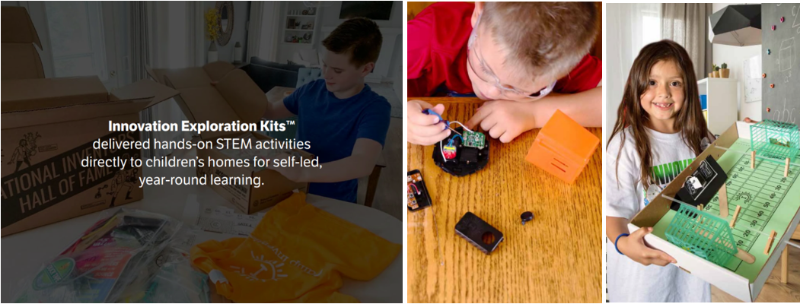 Innovation Exploration Kits™
delivered hands-on STEM activities
directly to children's homes for self-led,
year-round learning.
NATIONAL IN
HALL OF FAME